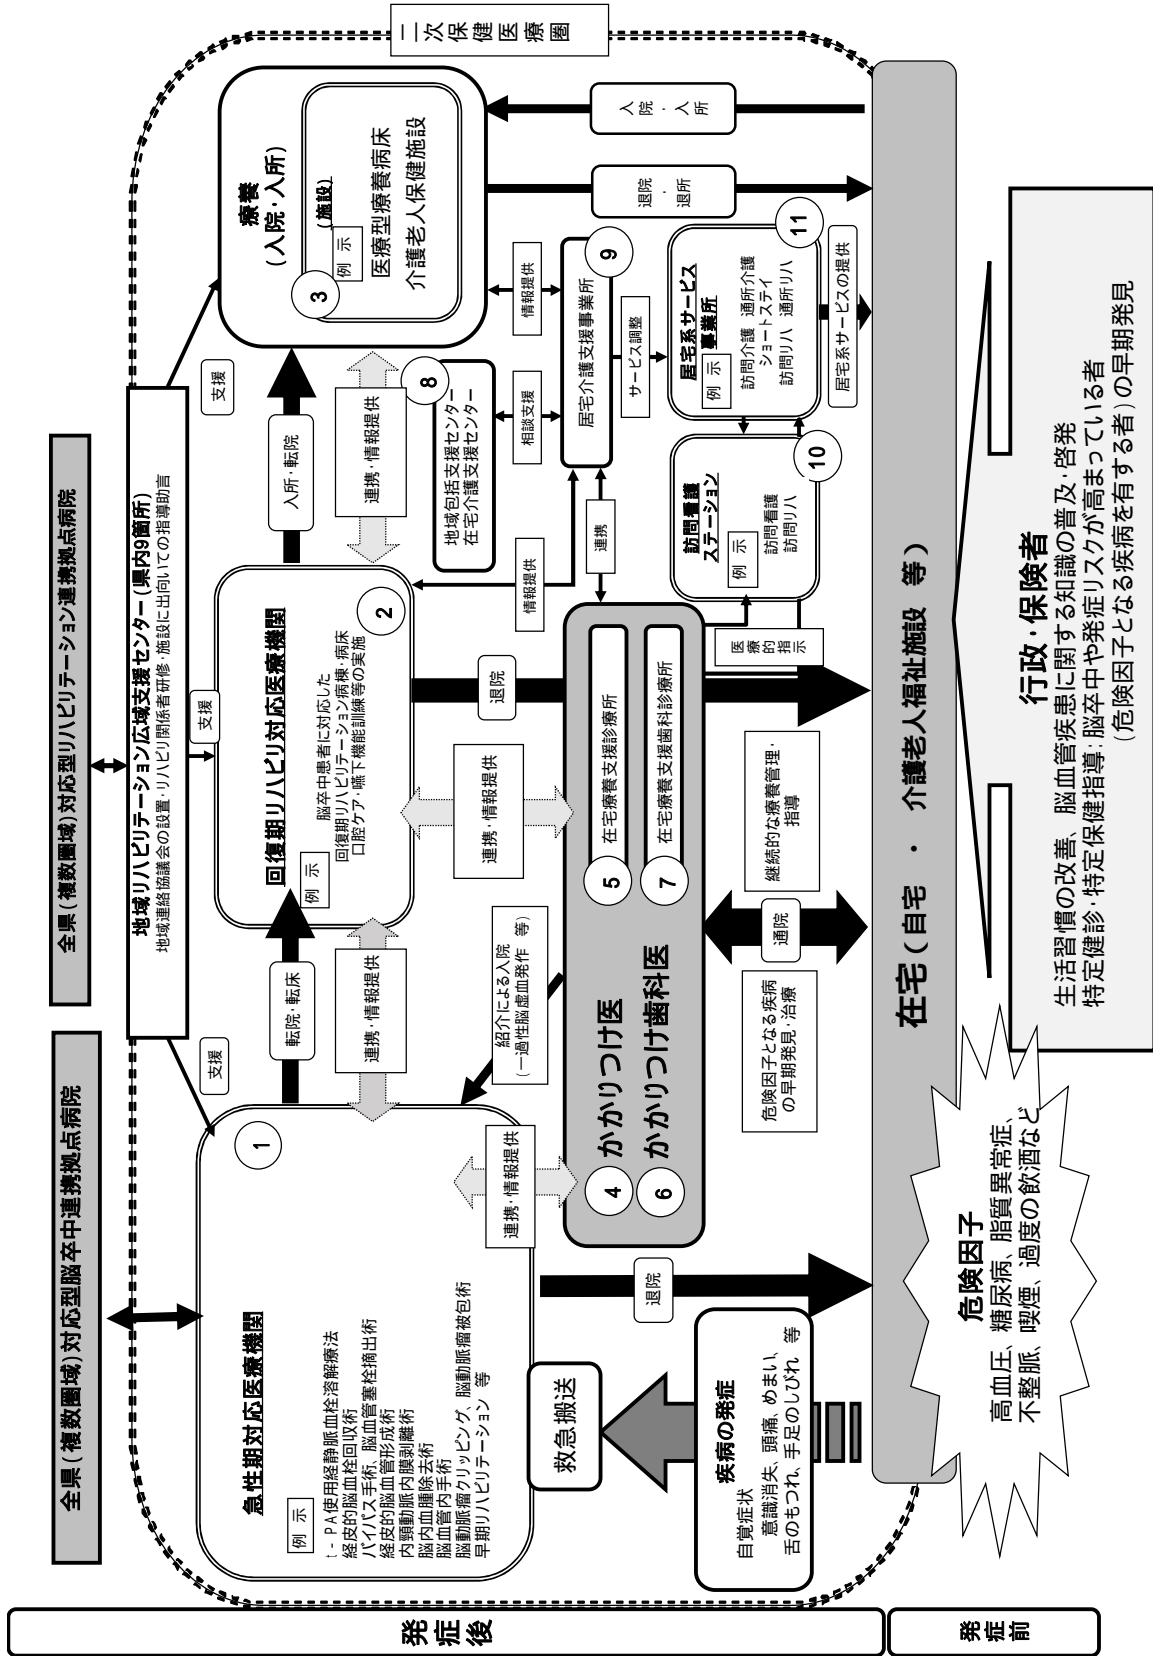 全県(複数圏域)対応型脳卒中連携拠点病院
全県(複数圏域)対応型リハビリテーション連携拠点病院
地域リハビリテーション広域支援センター(県内9箇所)
地域連絡協議会の設置・リハビリ関係者研修・施設に出向いての指導助言
二次保健医療圏
発症後
発症前
支援
支援
支援
急性期対応医療機関
1
例 示
t-PA使用経静脈血栓溶解療法
経皮的脳血栓回収術
バイパス手術、脳血管塞栓摘出術
経皮的脳血管形成術
内頸動脈内膜剥離術
脳内血腫除去術
脳血管内手術
脳動脈瘤クリッピング、脳動脈瘤被包術
早期リハビリテーション 等
転院・転床
連携・情報提供
回復期リハビリ対応医療機関
例 示
脳卒中患者に対応した
回復期リハビリテーション病棟・病床
口腔ケア・嚥下機能訓練等の実施
2
入所・転院
連携・情報提供
療養
(入院・入所)
(施設)
3
例 示
医療型療養病床
介護老人保健施設
8
地域包括支援センター
在宅介護支援センター
情報提供
相談支援
情報提供
9
居宅介護支援事業所
連携
サービス調整
連携・情報提供
紹介による入院
(一過性脳虚血発作 等)
連携・情報提供
退院
4
かかりつけ医
5
在宅療養支援診療所
6
かかりつけ歯科医
7
在宅療養支援歯科診療所
訪問看護
ステーション
例 示
訪問看護
訪問リハ
10
医療的指示
居宅系サービス
事業所
例 示
訪問介護 通所介護
ショートステイ
訪問リハ 通所リハ
11
居宅系サービスの提供
退院・退所
入院・入所
救急搬送
退院
疾病の発症
自覚症状
意識消失、頭痛、めまい、
舌のもつれ、手足のしびれ 等
危険因子となる疾病
の早期発見・治療
通院
継続的な療養管理・
指導
在宅(自宅 ・ 介護老人福祉施設 等)
危険因子
高血圧、糖尿病、脂質異常症、
不整脈、喫煙、過度の飲酒など
行政・保険者
生活習慣の改善、脳血管疾患に関する知識の普及・啓発
特定健診・特定保健指導:脳卒中や発症リスクが高まっている者
(危険因子となる疾病を有する者)の早期発見